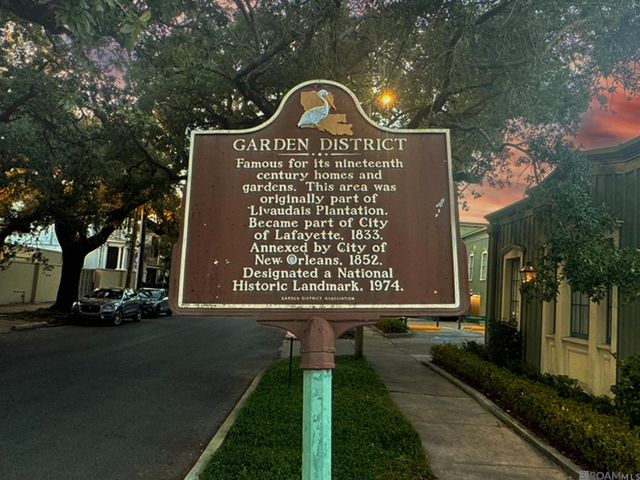 GARDEN DISTRICT
Famous for its nineteenth
century homes and
gardens. This area was
originally part of
Livaudais Plantation.
Became part of City
of Lafayette, 1833.
Annexed by City of
New Orleans, 1852.
Designated a National
Historic Landmark, 1974.
GARDEN DISTRICT ASSOCIATION
ROAM MLS